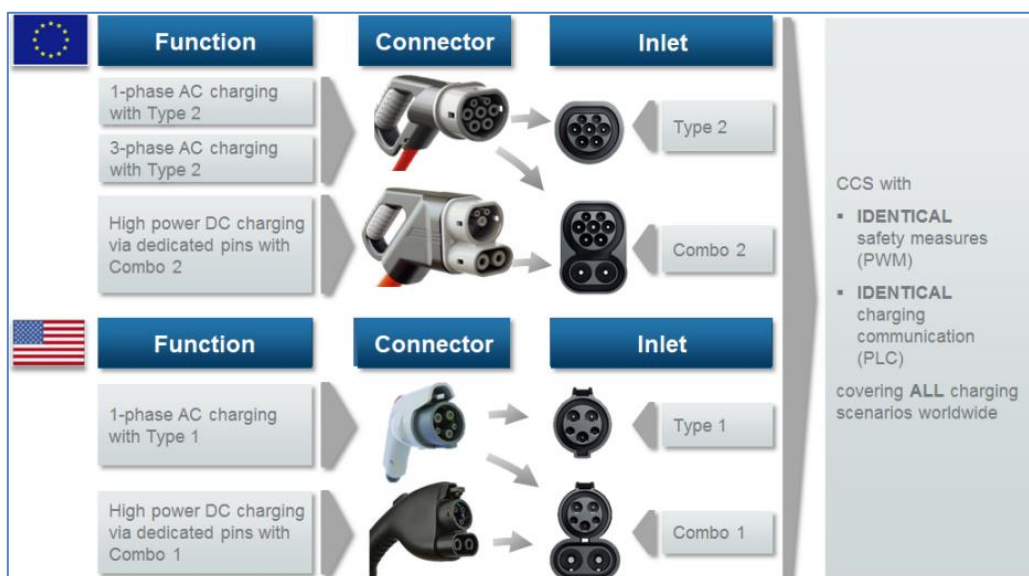 Function
Connector
Inlet
1-phase AC charging
with Type 2
3-phase AC charging
with Type 2
High power DC charging
via dedicated pins with
Combo 2
Type 2
Combo 2
Function
Connector
Inlet
1-phase AC charging
with Type 1
High power DC charging
via dedicated pins with
Combo 1
Type 1
Combo 1
CCS with
▪ IDENTICAL
safety measures
(PWM)
▪ IDENTICAL
charging
communication
(PLC)
covering ALL charging
scenarios worldwide